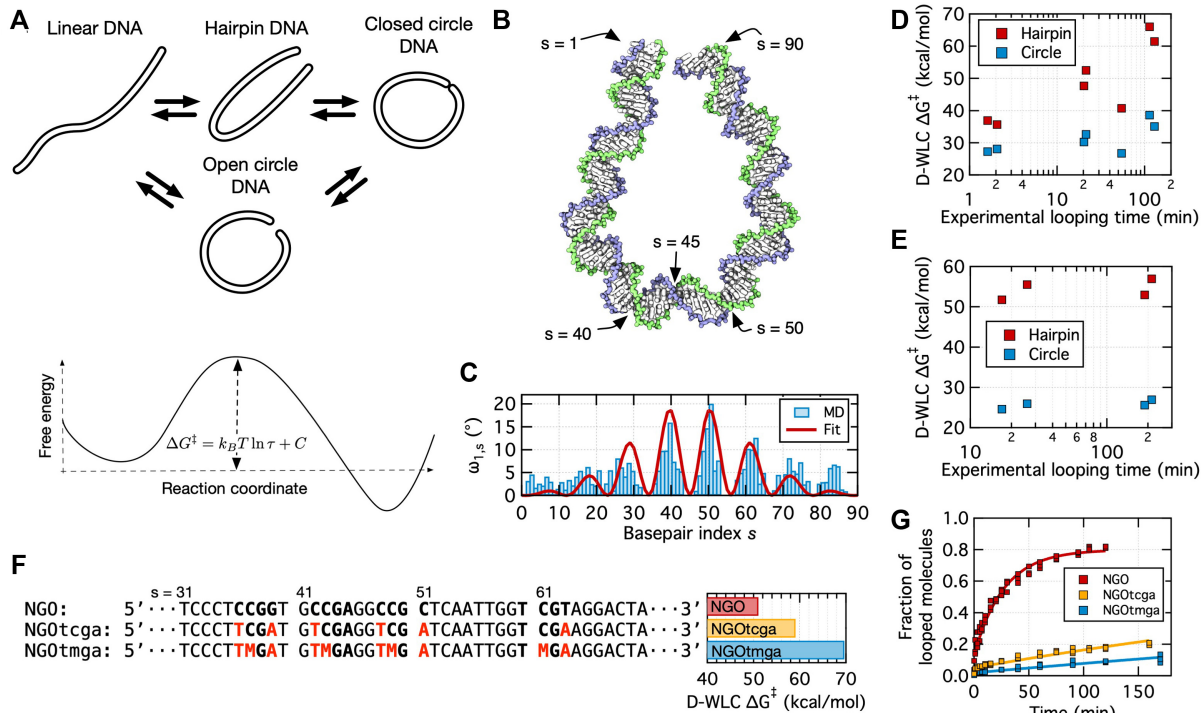 A
Linear DNA
Hairpin DNA
Closed circle
DNA
Open circle
DNA
Free energy
ΔG‡ = k_BT ln τ + C
Reaction coordinate
B
s = 1
s = 90
s = 45
s = 40
s = 50
C
ω1,s (°)
20
15
10
5
0
MD
Fit
0 10 20 30 40 50 60 70 80 90
Basepair index s
D
D-WLC ΔG‡ (kcal/mol)
70
60
50
40
30
20
Hairpin
Circle
1 2 4 10 2 4 100 2
Experimental looping time (min)
E
D-WLC ΔG‡ (kcal/mol)
60
50
40
30
20
Hairpin
Circle
10 2 4 6 8 100 2
Experimental looping time (min)
F
s = 31 41 51 61
NGO: 5’···TCCCTCCGGT GCCGAGGCCG CTCAATTGGT CGTAGGACTA···3’
NGOtcga: 5’···TCCCTTCGAT GTCGAGGTCG ATCAATTGGT CGAAGGACTA···3’
NGOtmga: 5’···TCCCTTMGAT GTMGAGGTMG ATCAATTGGT MGAAGGACTA···3’
NGO
NGOtcga
NGOtmga
40 50 60 70
D-WLC ΔG‡ (kcal/mol)
G
Fraction of
looped molecules
1.0
0.8
0.6
0.4
0.2
0.0
NGO
NGOtcga
NGOtmga
0 50 100 150
Time (min)